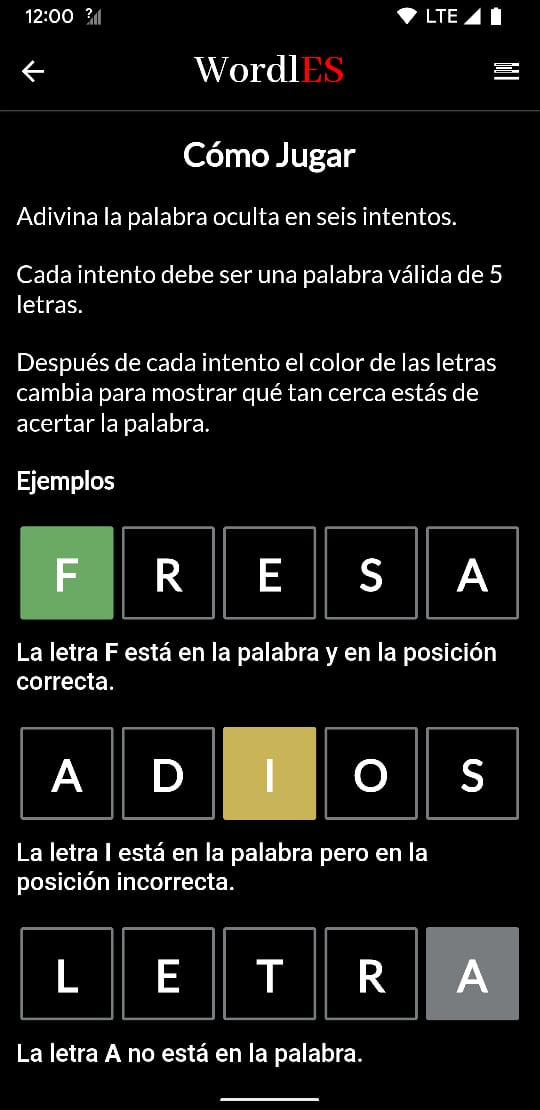 12:00 ? LTE
WordlES
Cómo Jugar
Adivina la palabra oculta en seis intentos.
Cada intento debe ser una palabra válida de 5
letras.
Después de cada intento el color de las letras
cambia para mostrar qué tan cerca estás de
acertar la palabra.
Ejemplos
F R E S A
La letra F está en la palabra y en la posición
correcta.
A D I O S
La letra I está en la palabra pero en la
posición incorrecta.
L E T R A
La letra A no está en la palabra.